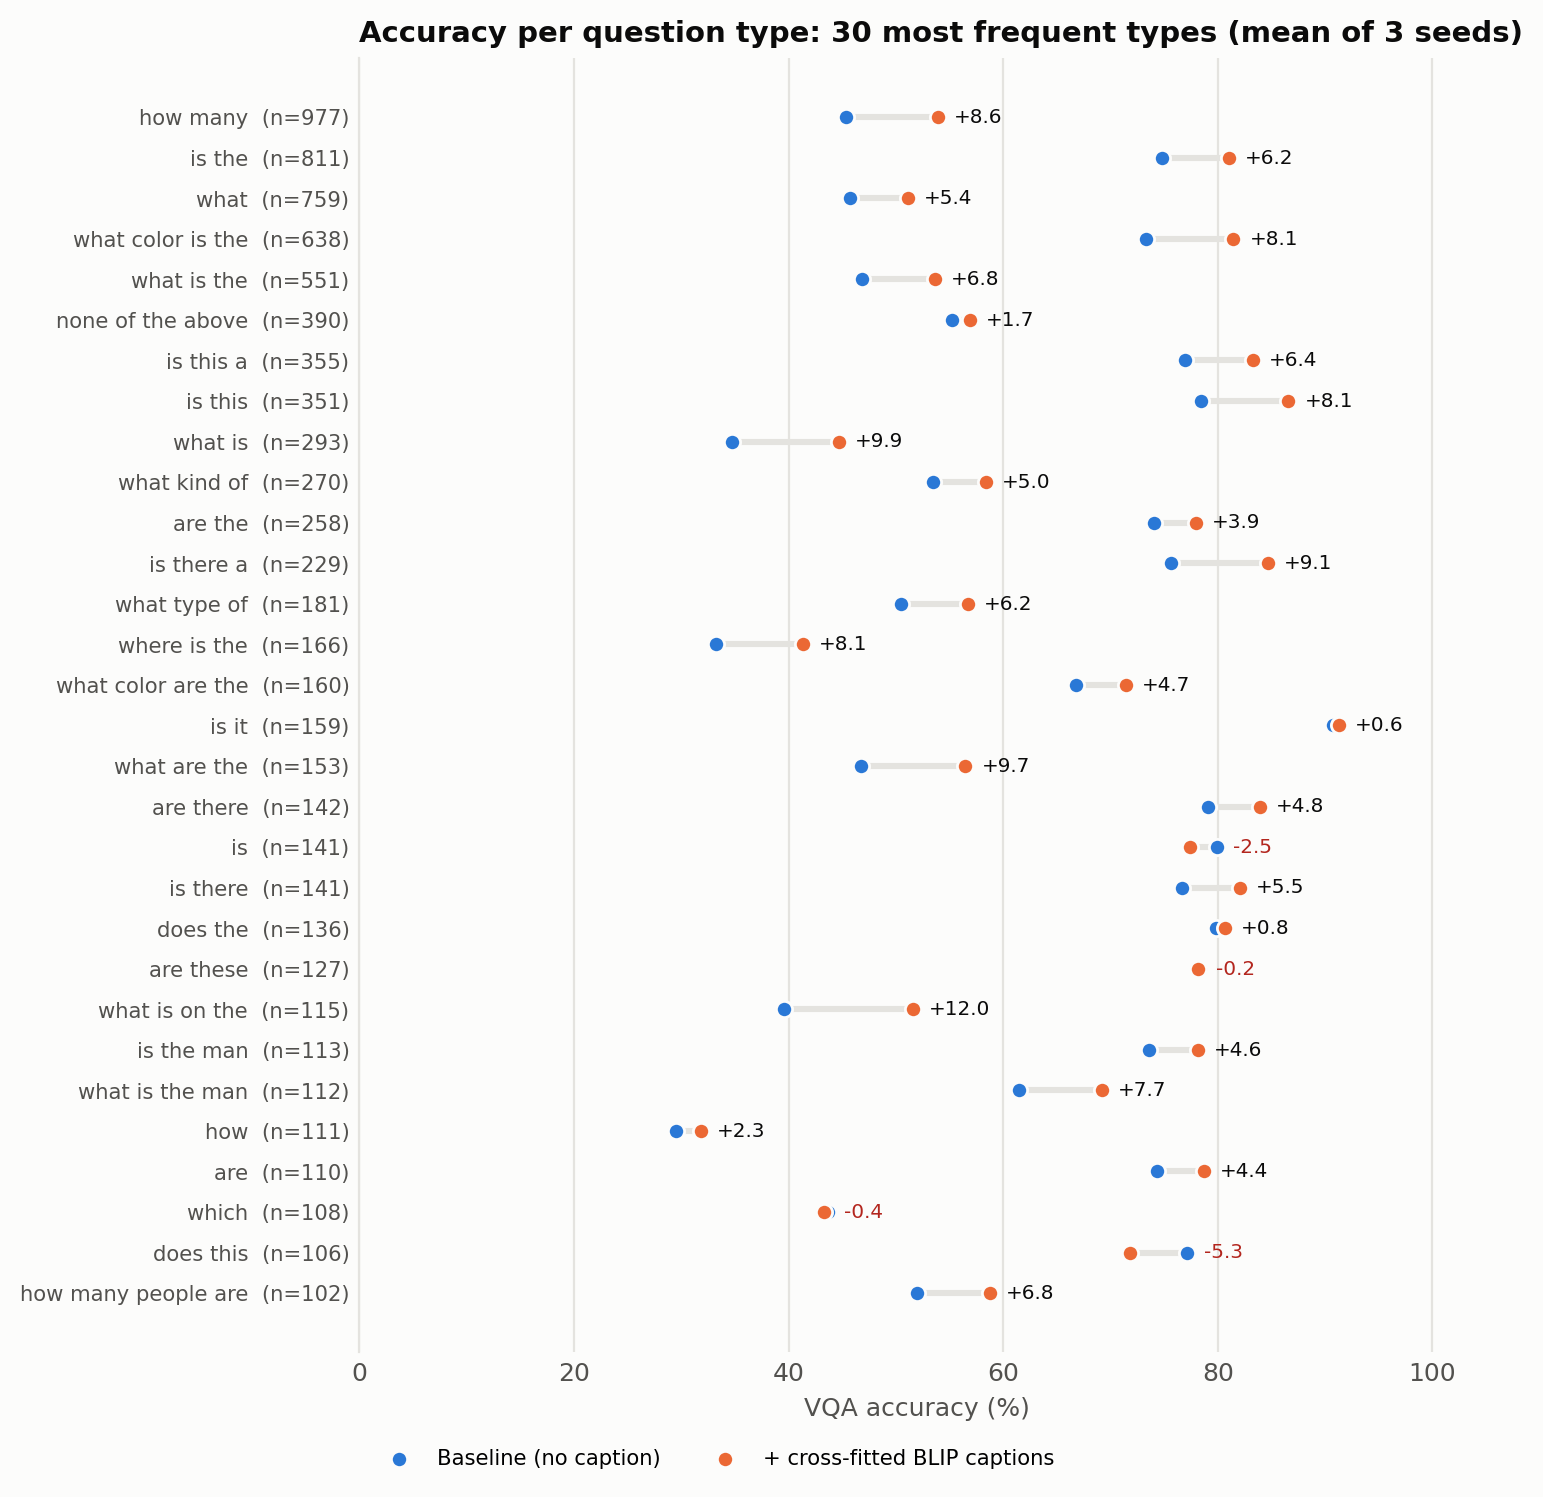 Accuracy per question type: 30 most frequent types (mean of 3 seeds)
how many (n=977) +8.6
is the (n=811) +6.2
what (n=759) +5.4
what color is the (n=638) +8.1
what is the (n=551) +6.8
none of the above (n=390) +1.7
is this a (n=355) +6.4
is this (n=351) +8.1
what is (n=293) +9.9
what kind of (n=270) +5.0
are the (n=258) +3.9
is there a (n=229) +9.1
what type of (n=181) +6.2
where is the (n=166) +8.1
what color are the (n=160) +4.7
is it (n=159) +0.6
what are the (n=153) +9.7
are there (n=142) +4.8
is (n=141) -2.5
is there (n=141) +5.5
does the (n=136) +0.8
are these (n=127) -0.2
what is on the (n=115) +12.0
is the man (n=113) +4.6
what is the man (n=112) +7.7
how (n=111) +2.3
are (n=110) +4.4
which (n=108) -0.4
does this (n=106) -5.3
how many people are (n=102) +6.8
0 20 40 60 80 100
VQA accuracy (%)
Baseline (no caption) + cross-fitted BLIP captions